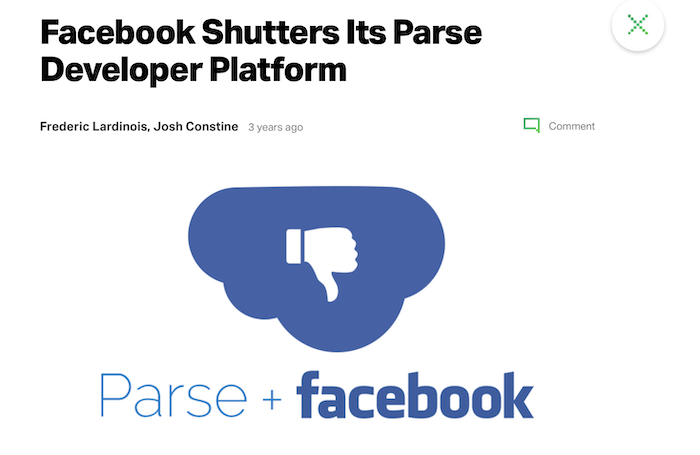 Facebook Shutters Its Parse
Developer Platform
Frederic Lardinois, Josh Constine 3 years ago
Comment
Parse + facebook